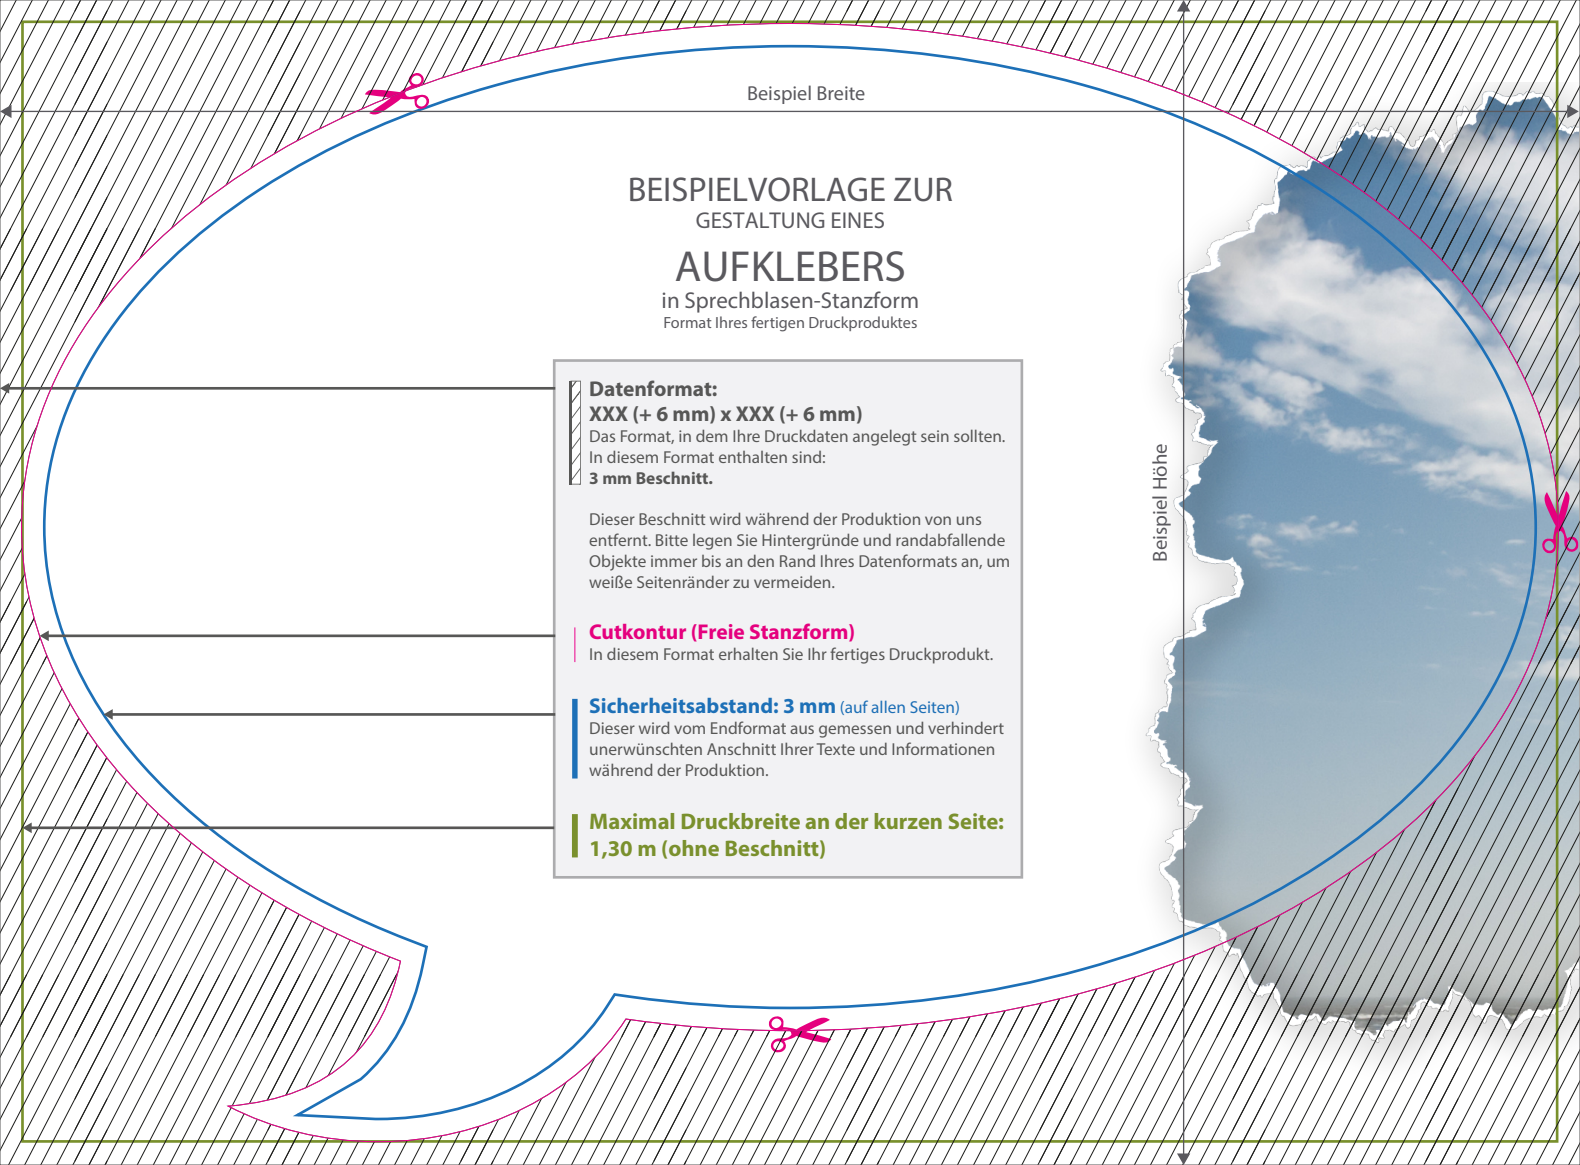 Beispiel Breite
BEISPIELVORLAGE ZUR
GESTALTUNG EINES
AUFKLEBERS
in Sprechblasen-Stanzform
Format Ihres fertigen Druckproduktes
Datenformat:
XXX (+ 6 mm) x XXX (+ 6 mm)
Das Format, in dem Ihre Druckdaten angelegt sein sollten.
In diesem Format enthalten sind:
3 mm Beschnitt.
Dieser Beschnitt wird während der Produktion von uns
entfernt. Bitte legen Sie Hintergründe und randabfallende
Objekte immer bis an den Rand Ihres Datenformats an, um
weiße Seitenränder zu vermeiden.
Cutkontur (Freie Stanzform)
In diesem Format erhalten Sie Ihr fertiges Druckprodukt.
Sicherheitsabstand: 3 mm (auf allen Seiten)
Dieser wird vom Endformat aus gemessen und verhindert
unerwünschten Anschnitt Ihrer Texte und Informationen
während der Produktion.
Maximal Druckbreite an der kurzen Seite:
1,30 m (ohne Beschnitt)
Beispiel Höhe